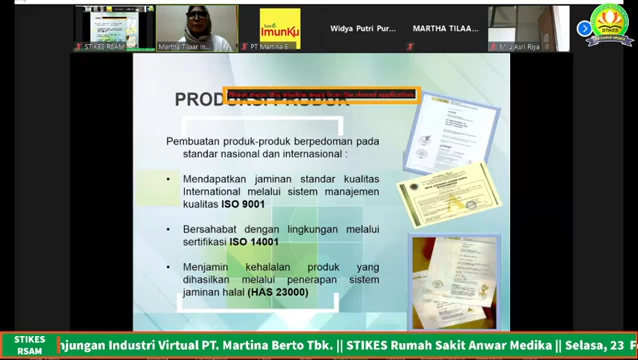 STIKES RSAM
Martha Tilaar In...
bariti
ImunKu
PT Martina E
Widya Putri Pur...
MARTHA TILAA...
Asri Riya
STIKES
PRODUKSI PRODUK
Pembuatan produk-produk berpedoman pada
standar nasional dan internasional :
• Mendapatkan jaminan standar kualitas
International melalui sistem manajemen
kualitas ISO 9001
• Bersahabat dengan lingkungan melalui
sertifikasi ISO 14001
• Menjamin kehalalan produk yang
dihasilkan melalui penerapan sistem
jaminan halal (HAS 23000)
STIKES
RSAM
njungan Industri Virtual PT. Martina Berto Tbk. || STIKES Rumah Sakit Anwar Medika || Selasa, 23 F